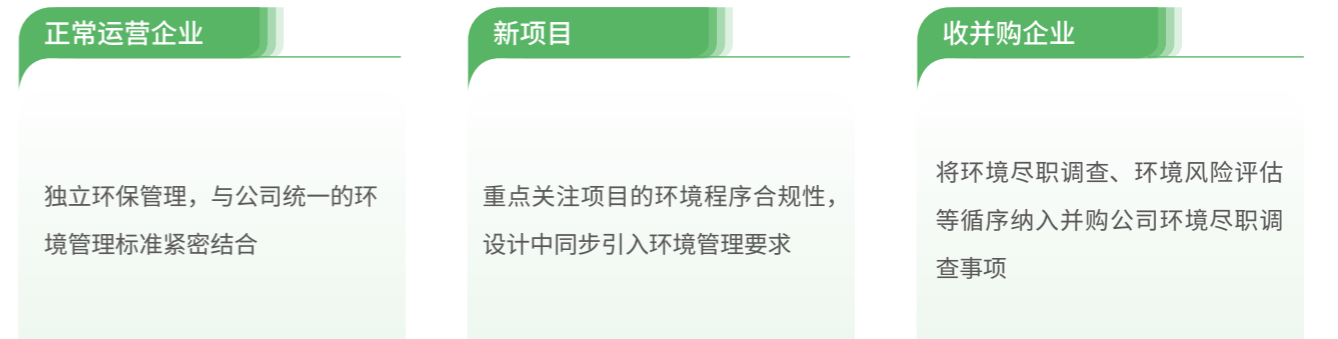 正常运营企业
独立环保管理，与公司统一的环
境管理标准紧密结合
新项目
重点关注项目的环境程序合规性，
设计中同步引入环境管理要求
收并购企业
将环境尽职调查、环境风险评估
等循序纳入并购公司环境尽职调
查事项